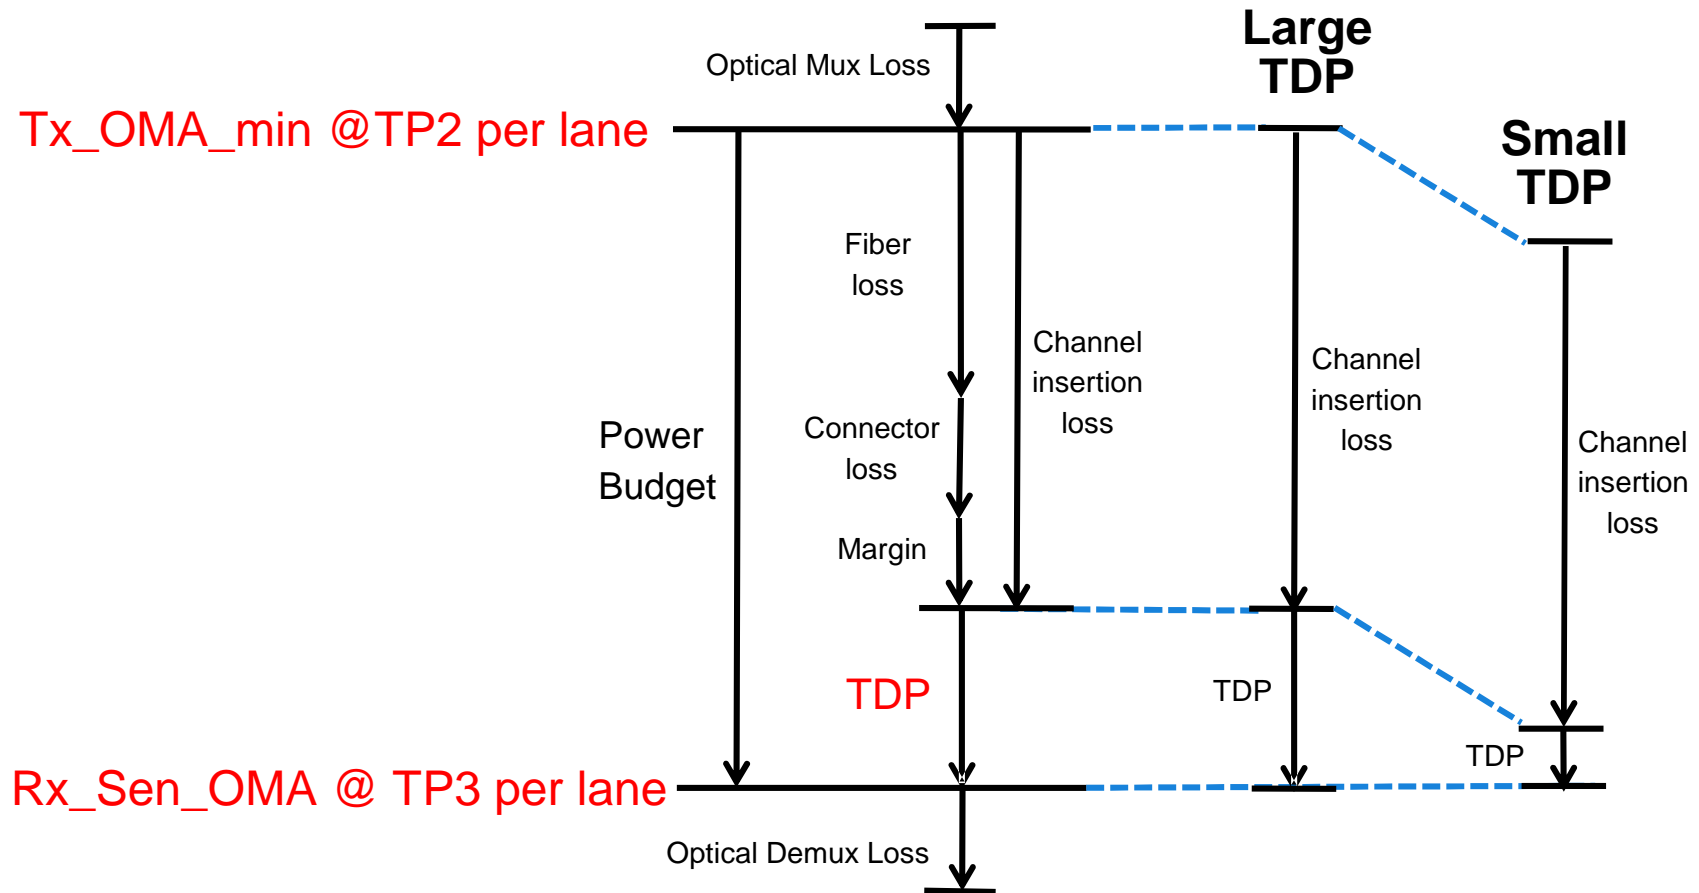 Large
TDP
Optical Mux Loss
Tx_OMA_min @TP2 per lane
Small
TDP
Fiber
loss
Channel
insertion
loss
Channel
insertion
loss
Power
Budget
Connector
loss
Channel
insertion
loss
Margin
TDP
TDP
TDP
Rx_Sen_OMA @ TP3 per lane
Optical Demux Loss